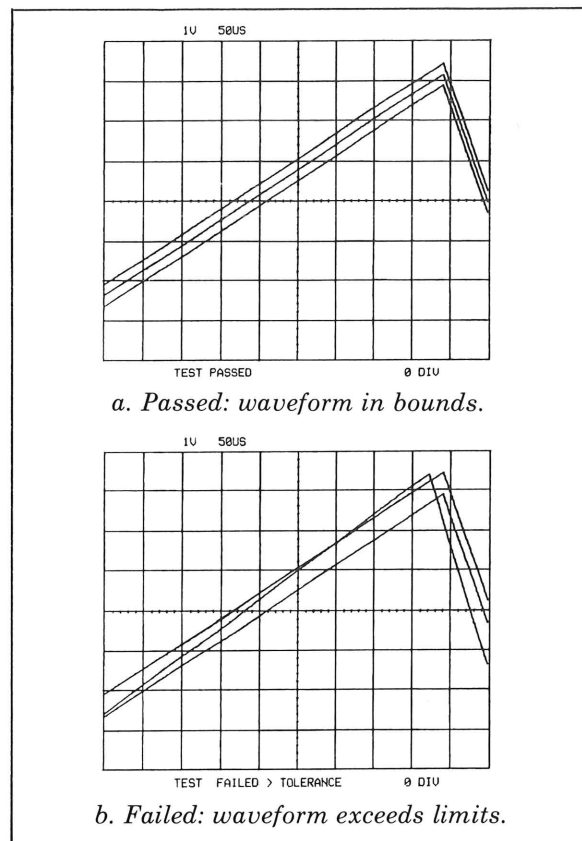 1V 50US
TEST PASSED 0 DIV
a. Passed: waveform in bounds.
1V 50US
TEST FAILED > TOLERANCE 0 DIV
b. Failed: waveform exceeds limits.